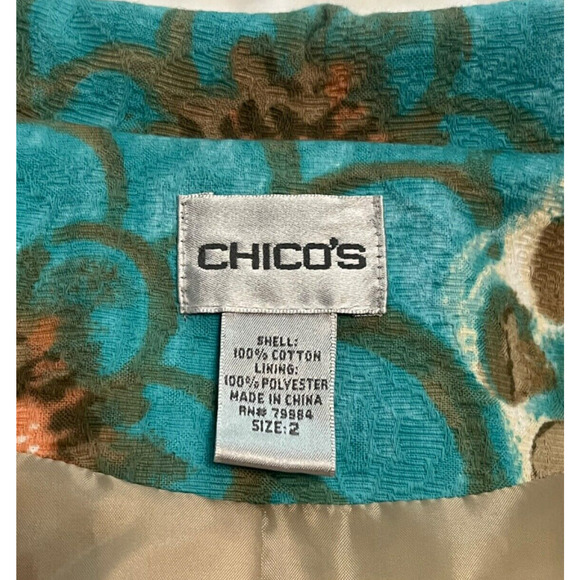 CHICO'S
SHELL:
100% COTTON
LINING:
100% POLYESTER
MADE IN CHINA
RN# 79984
SIZE: 2